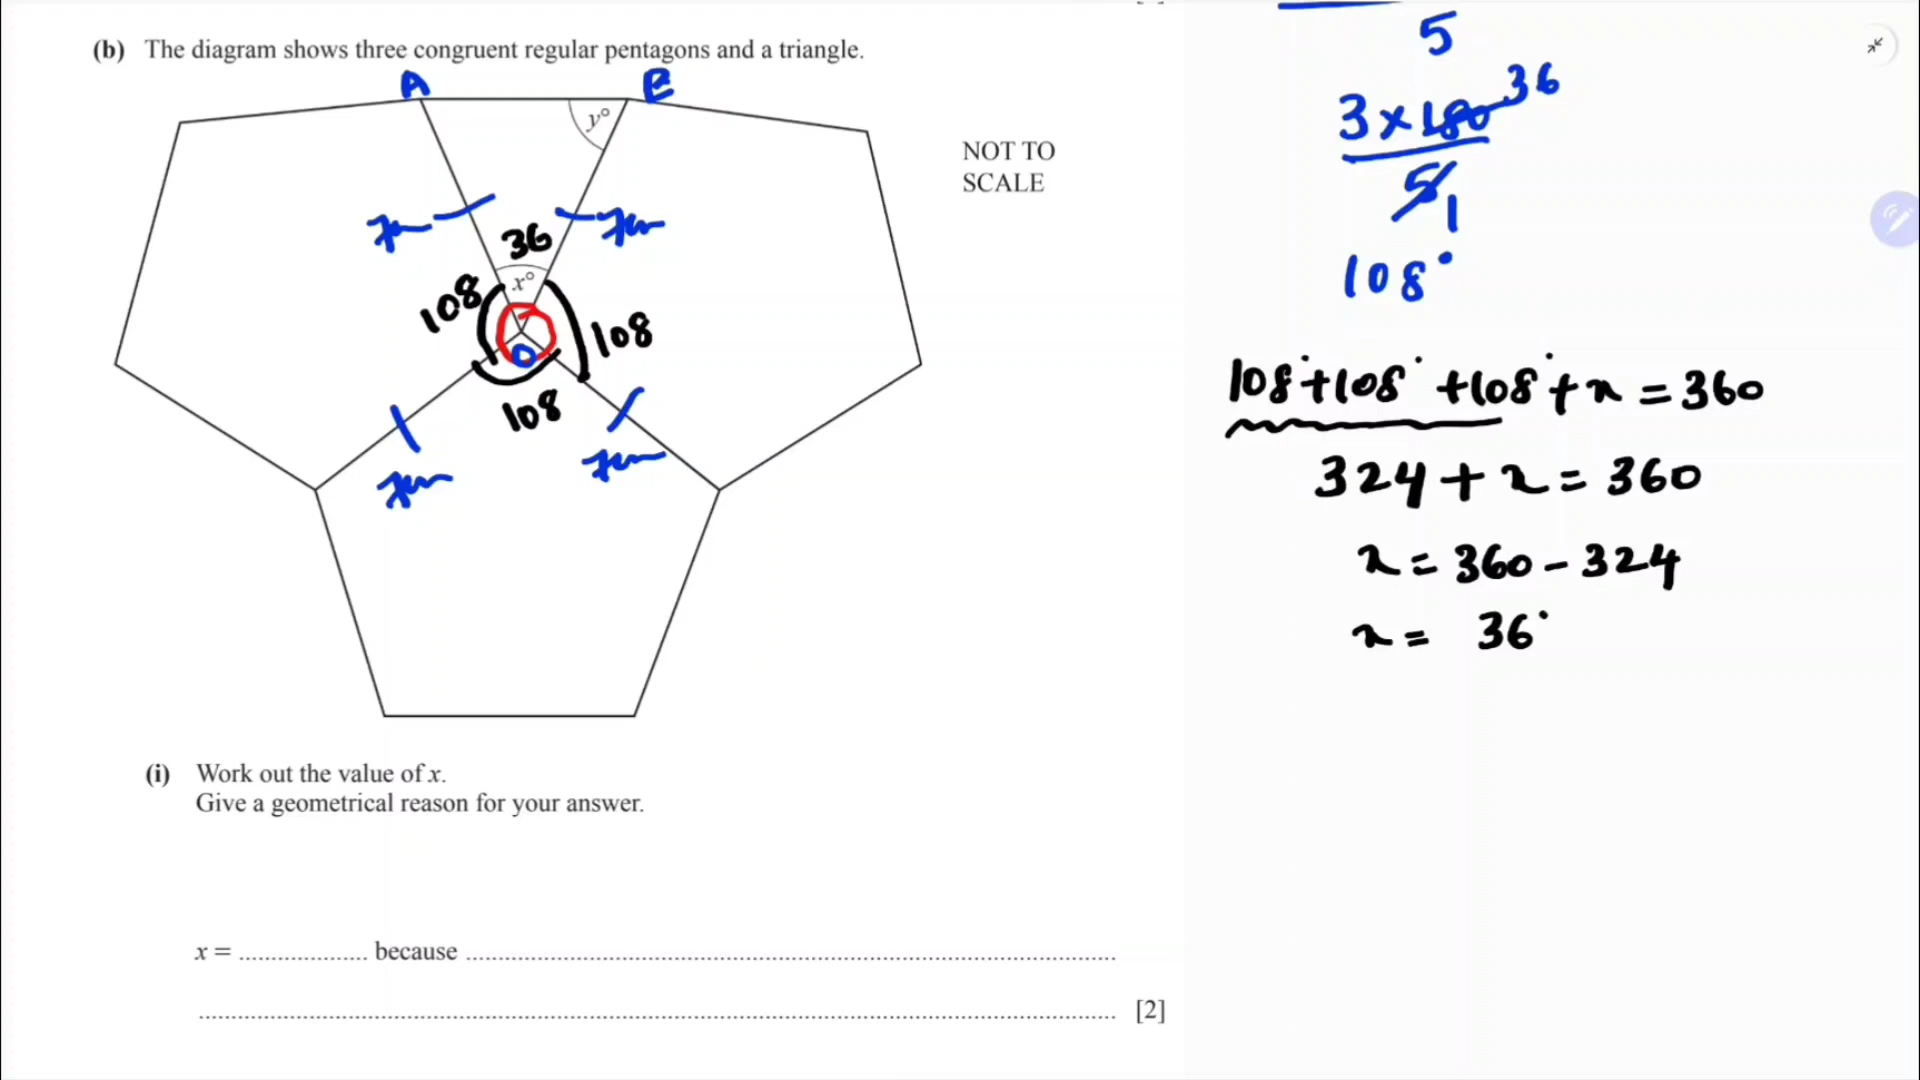 5
(b) The diagram shows three congruent regular pentagons and a triangle.
A
B
y°
3 × 180 36
5 1
NOT TO
SCALE
108°
36
x°
108
108
O
108
108° + 108° + 108° + x = 360
324 + x = 360
x = 360 - 324
x = 36°
(i) Work out the value of x.
Give a geometrical reason for your answer.
x = .................... because ....................
.................... [2]